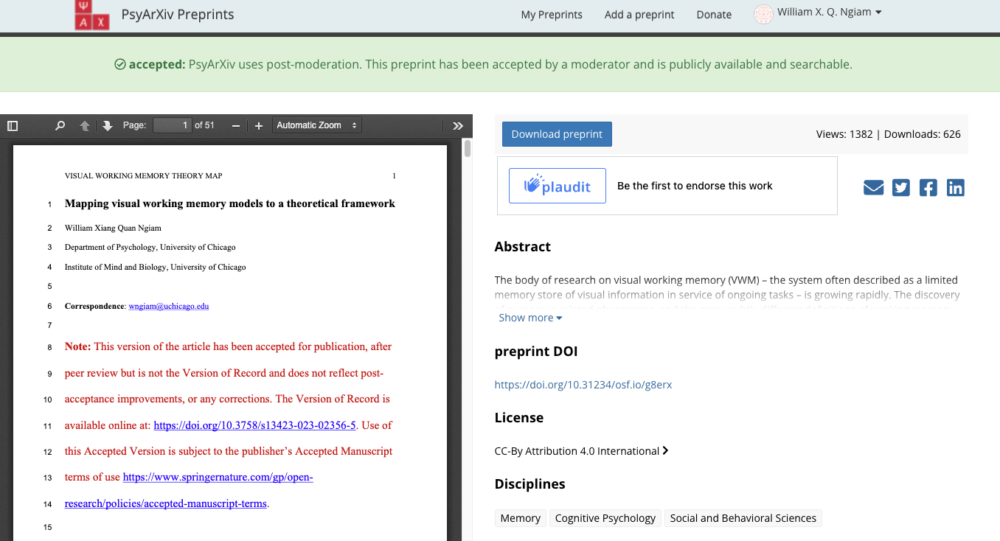 Ψ
A X
PsyArXiv Preprints
My Preprints Add a preprint Donate William X. Q. Ngiam
accepted: PsyArXiv uses post-moderation. This preprint has been accepted by a moderator and is publicly available and searchable.
Page: 1 of 51 Automatic Zoom
VISUAL WORKING MEMORY THEORY MAP 1
1 Mapping visual working memory models to a theoretical framework
2 William Xiang Quan Ngiam
3 Department of Psychology, University of Chicago
4 Institute of Mind and Biology, University of Chicago
5
6 Correspondence: wngiam@uchicago.edu
7
8 Note: This version of the article has been accepted for publication, after
9 peer review but is not the Version of Record and does not reflect post-
10 acceptance improvements, or any corrections. The Version of Record is
11 available online at: https://doi.org/10.3758/s13423-023-02356-5. Use of
12 this Accepted Version is subject to the publisher's Accepted Manuscript
13 terms of use https://www.springernature.com/gp/open-
14 research/policies/accepted-manuscript-terms.
15
Download preprint Views: 1382 | Downloads: 626
plaudit Be the first to endorse this work
Abstract
The body of research on visual working memory (VWM) – the system often described as a limited
memory store of visual information in service of ongoing tasks – is growing rapidly. The discovery
Show more
preprint DOI
https://doi.org/10.31234/osf.io/g8erx
License
CC-By Attribution 4.0 International
Disciplines
Memory Cognitive Psychology Social and Behavioral Sciences